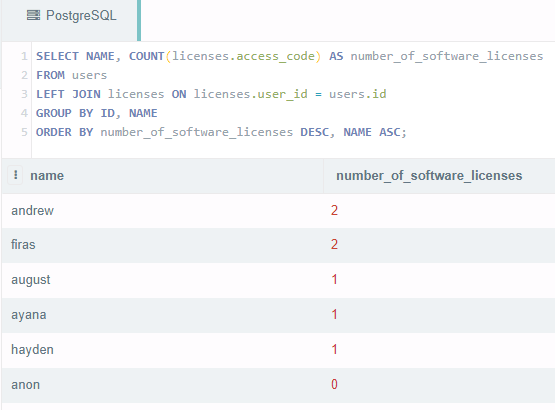 PostgreSQL
1 SELECT NAME, COUNT(licenses.access_code) AS number_of_software_licenses
2 FROM users
3 LEFT JOIN licenses ON licenses.user_id = users.id
4 GROUP BY ID, NAME
5 ORDER BY number_of_software_licenses DESC, NAME ASC;
name number_of_software_licenses
andrew 2
firas 2
august 1
ayana 1
hayden 1
anon 0